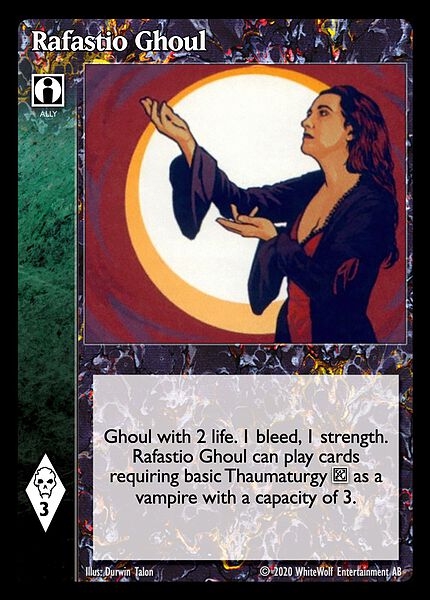 Rafastio Ghoul
ALLY
Ghoul with 2 life. 1 bleed, 1 strength.
Rafastio Ghoul can play cards
requiring basic Thaumaturgy as a
vampire with a capacity of 3.
3
Illus: Durwin Talon
© 2020 WhiteWolf Entertainment AB